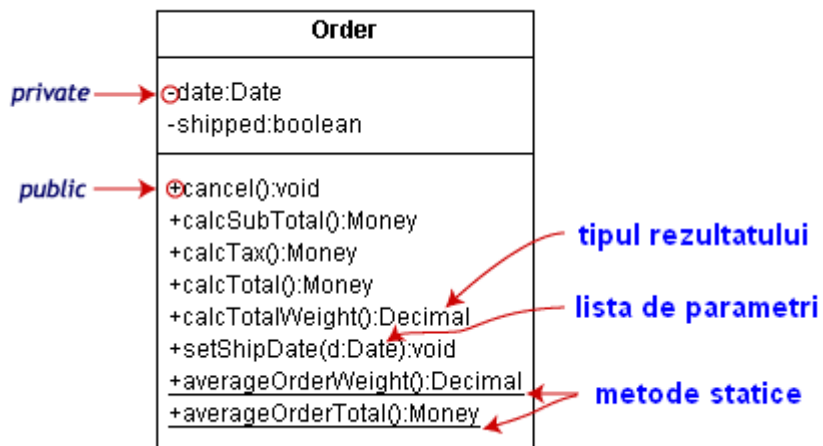 Order
private
-date:Date
-shipped:boolean
public
+cancel():void
+calcSubTotal():Money
+calcTax():Money
+calcTotal():Money
+calcTotalWeight():Decimal
+setShipDate(d:Date):void
+averageOrderWeight():Decimal
+averageOrderTotal():Money
tipul rezultatului
lista de parametri
metode statice